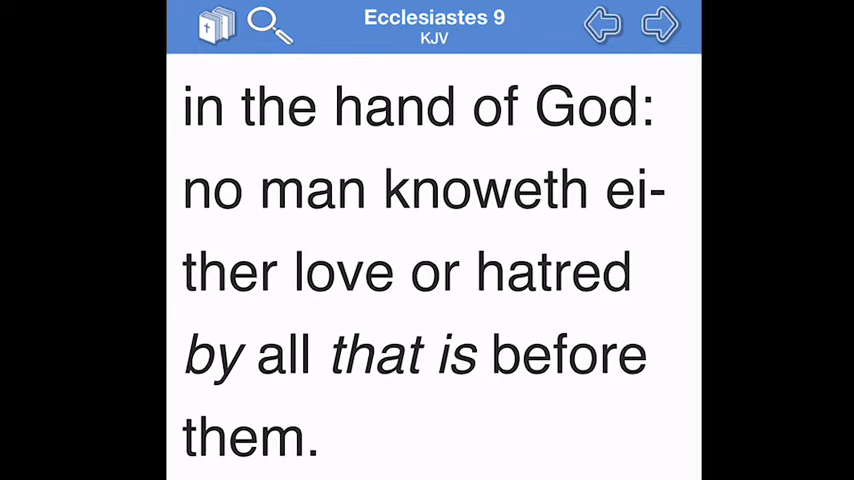 Ecclesiastes 9
KJV
in the hand of God:
no man knoweth ei-
ther love or hatred
by all that is before
them.